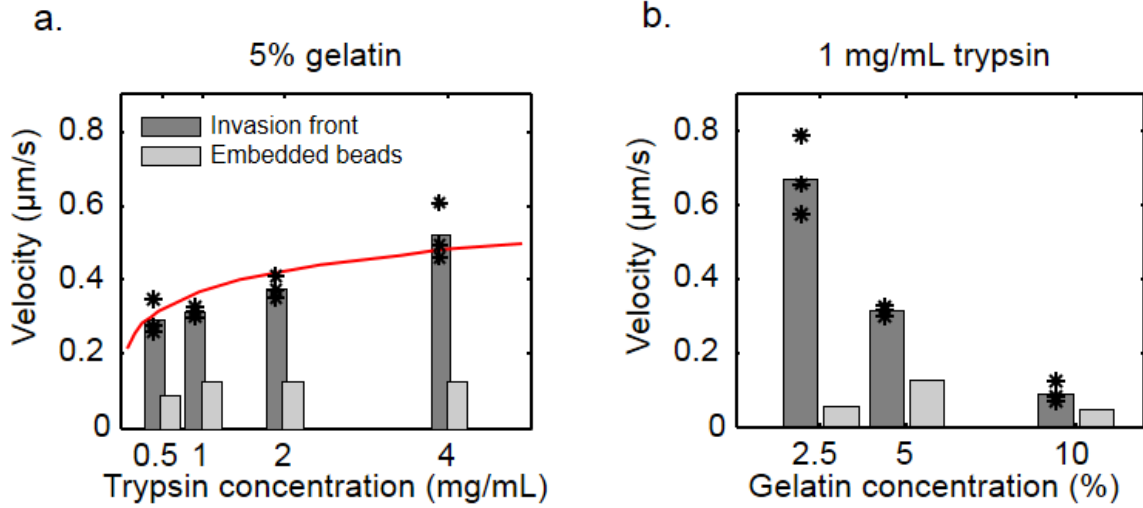 a.
5% gelatin
Velocity (µm/s)
0.8
0.6
0.4
0.2
0
Invasion front
Embedded beads
0.5 1 2 4
Trypsin concentration (mg/mL)
b.
1 mg/mL trypsin
Velocity (µm/s)
0.8
0.6
0.4
0.2
0
2.5 5 10
Gelatin concentration (%)